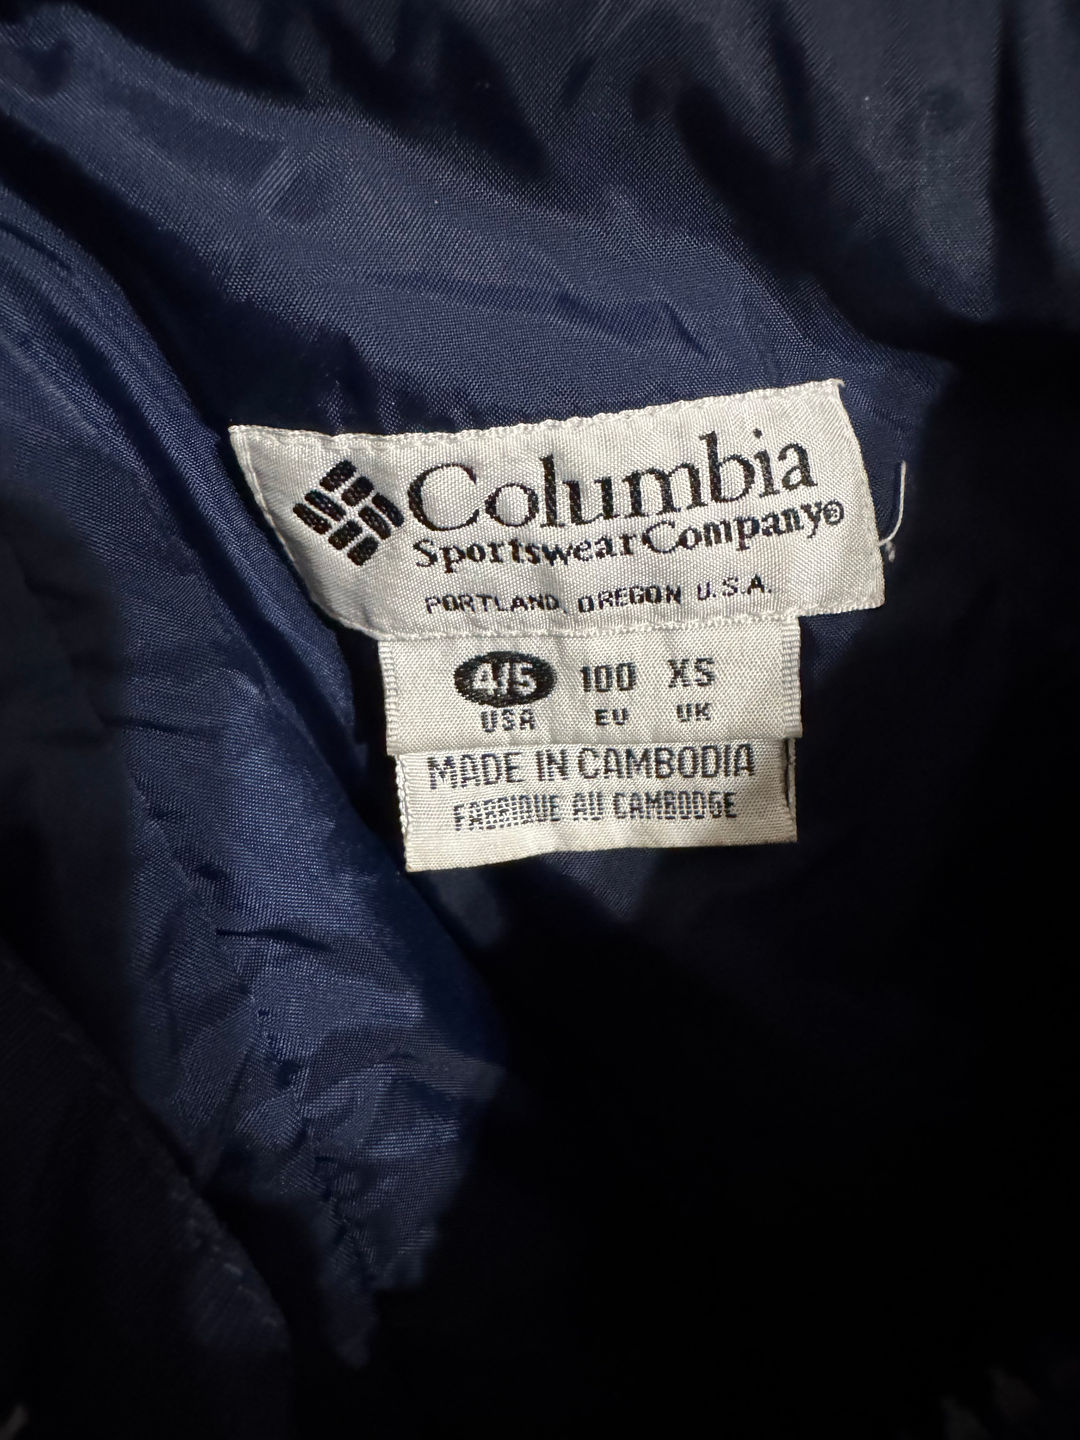 Columbia
Sportswear Company®
PORTLAND, OREGON U.S.A.
4/5 100 XS
USA EU UK
MADE IN CAMBODIA
FABRIQUE AU CAMBODGE